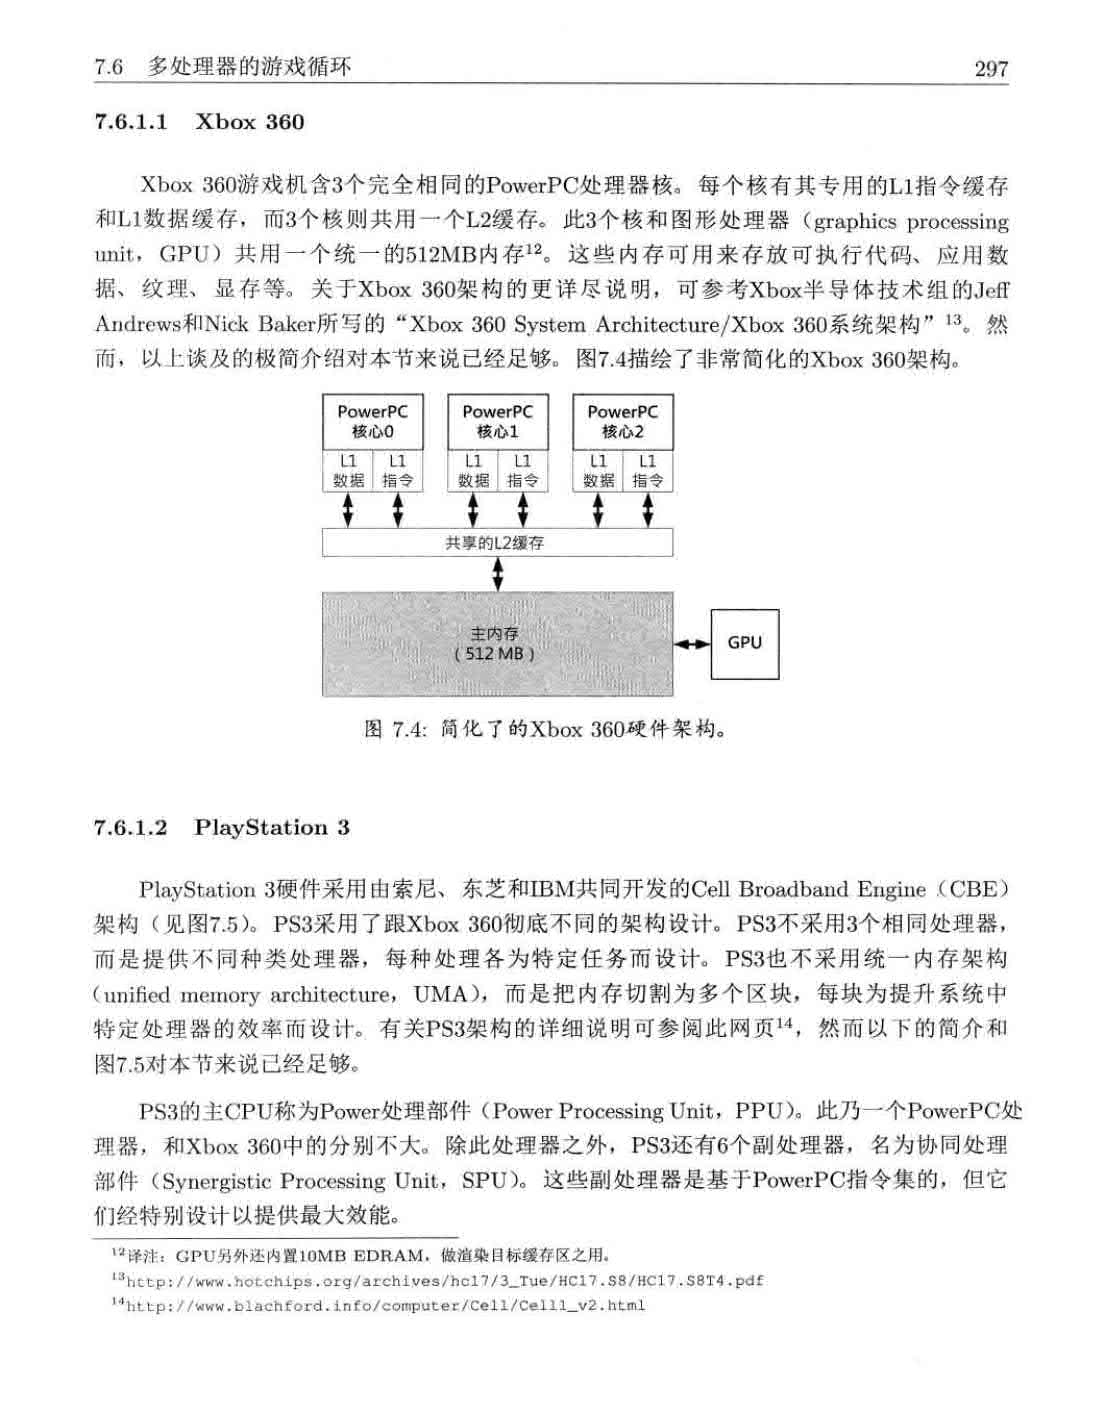 7.6 多处理器的游戏循环 297
7.6.1.1 Xbox 360
Xbox 360游戏机含3个完全相同的PowerPC处理器核。每个核有其专用的L1指令缓存
和L1数据缓存，而3个核则共用一个L2缓存。此3个核和图形处理器（graphics processing
unit，GPU）共用一个统一的512MB内存12。这些内存可用来存放可执行代码、应用数
据、纹理、显存等。关于Xbox 360架构的更详尽说明，可参考Xbox半导体技术组的Jeff
Andrews和Nick Baker所写的“Xbox 360 System Architecture/Xbox 360系统架构”13。然
而，以上谈及的极简介绍对本节来说已经足够。图7.4描绘了非常简化的Xbox 360架构。
PowerPC PowerPC PowerPC
核心0 核心1 核心2
L1 L1 L1 L1 L1 L1
数据 指令 数据 指令 数据 指令
共享的L2缓存
主内存
（512 MB）
GPU
图 7.4: 简化了的Xbox 360硬件架构。
7.6.1.2 PlayStation 3
PlayStation 3硬件采用由索尼、东芝和IBM共同开发的Cell Broadband Engine（CBE）
架构（见图7.5）。PS3采用了跟Xbox 360彻底不同的架构设计。PS3不采用3个相同处理器，
而是提供不同种类处理器，每种处理各为特定任务而设计。PS3也不采用统一内存架构
（unified memory architecture，UMA），而是把内存切割为多个区块，每块为提升系统中
特定处理器的效率而设计。有关PS3架构的详细说明可参阅此网页14，然而以下的简介和
图7.5对本节来说已经足够。
PS3的主CPU称为Power处理部件（Power Processing Unit，PPU）。此乃一个PowerPC处
理器，和Xbox 360中的分别不大。除此处理器之外，PS3还有6个副处理器，名为协同处理
部件（Synergistic Processing Unit，SPU）。这些副处理器是基于PowerPC指令集的，但它
们经特别设计以提供最大效能。
12译注：GPU另外还内置10MB EDRAM，做渲染目标缓存区之用。
13http://www.hotchips.org/archives/hc17/3_Tue/HC17.S8/HC17.S8T4.pdf
14http://www.blachford.info/computer/Cell/Cell1_v2.html